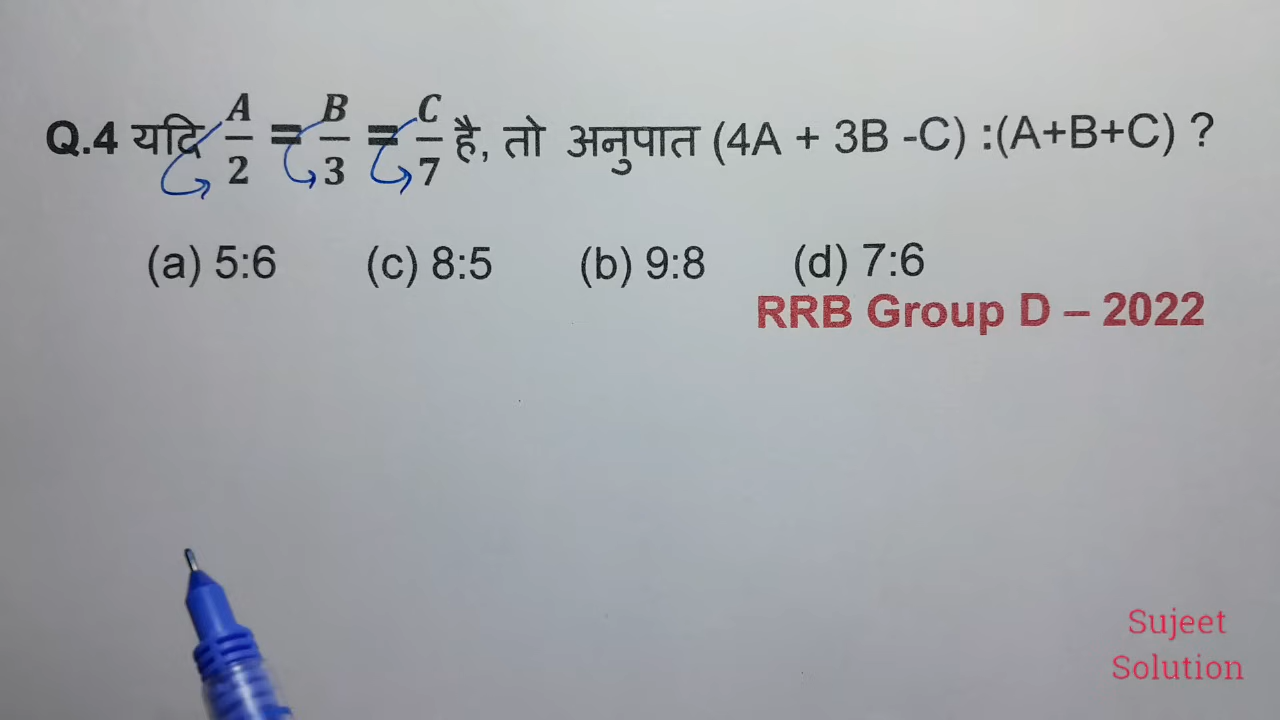 Q.4 यदि A/2 = B/3 = C/7 है, तो अनुपात (4A + 3B -C) :(A+B+C) ?
(a) 5:6 (c) 8:5 (b) 9:8 (d) 7:6
RRB Group D – 2022
Sujeet
Solution